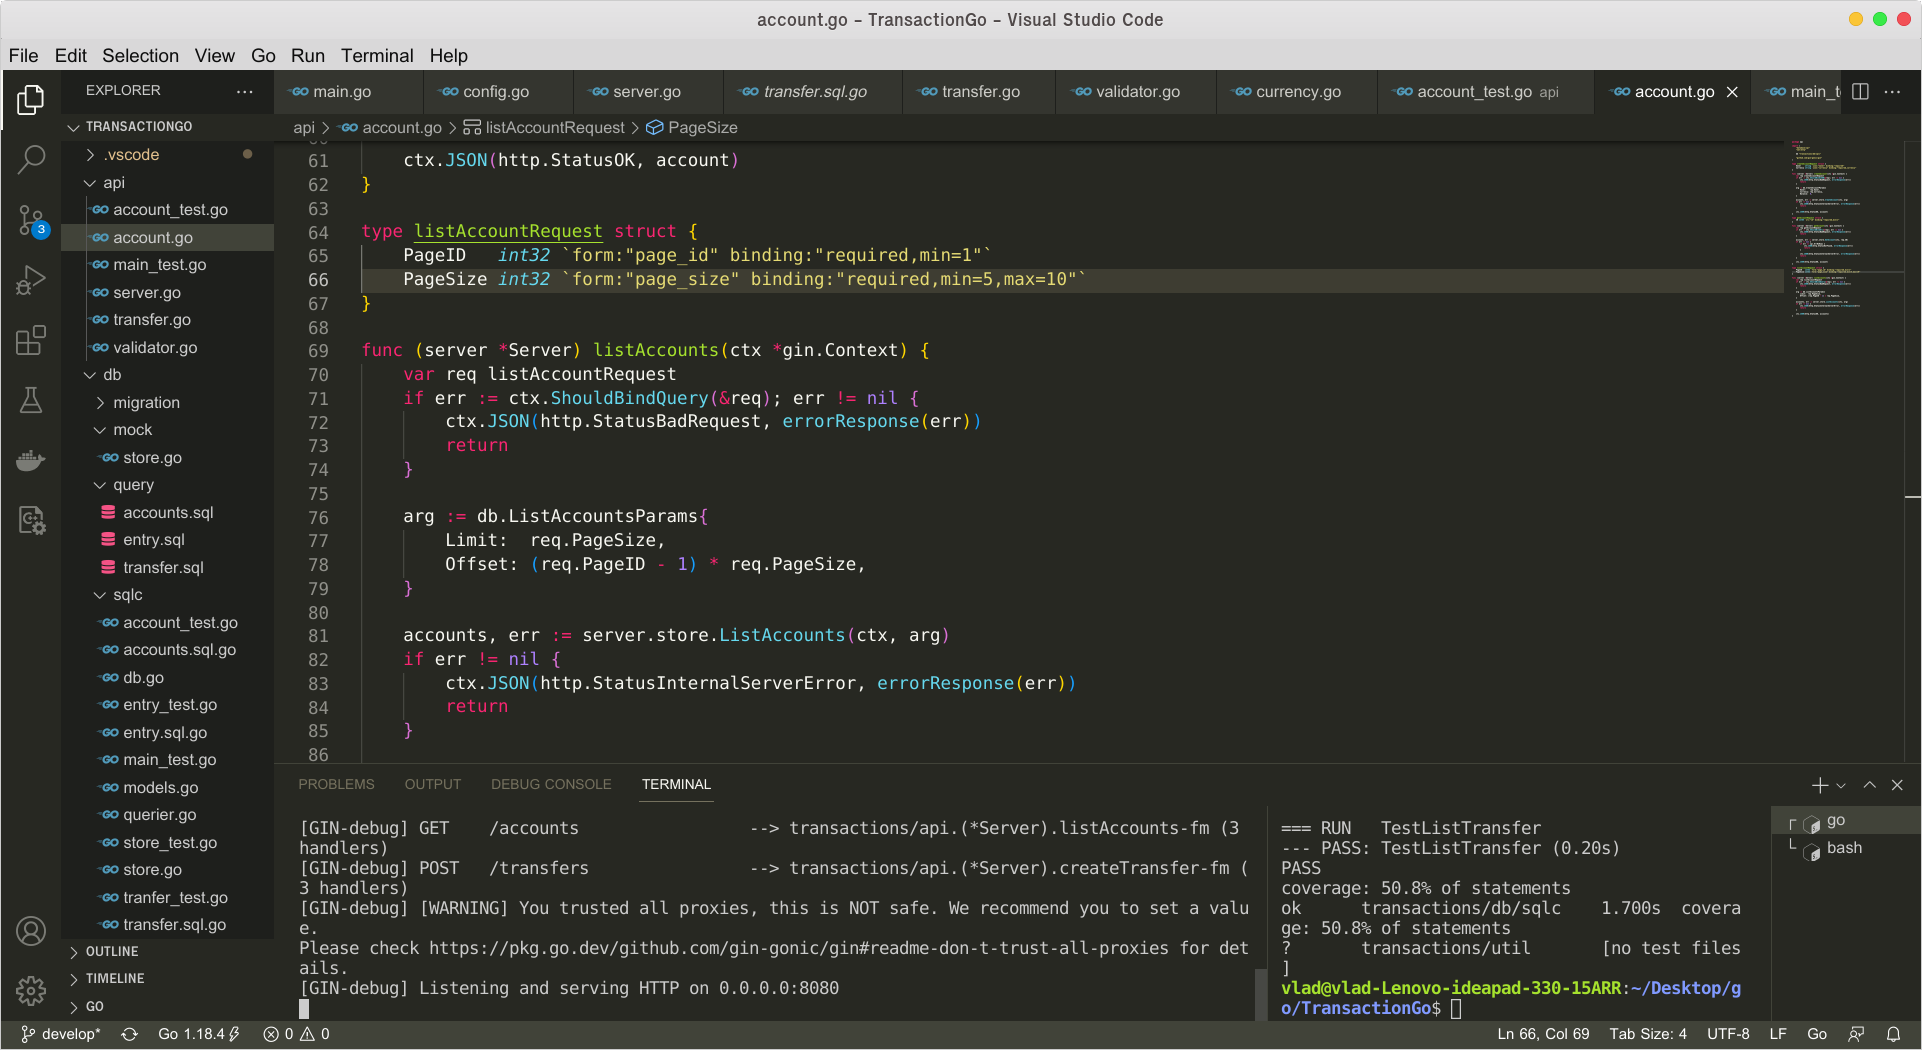 account.go - TransactionGo - Visual Studio Code
File Edit Selection View Go Run Terminal Help
EXPLORER
TRANSACTIONGO
.vscode
api
account_test.go
account.go
main_test.go
server.go
transfer.go
validator.go
db
migration
mock
store.go
query
accounts.sql
entry.sql
transfer.sql
sqlc
account_test.go
accounts.sql.go
db.go
entry_test.go
entry.sql.go
main_test.go
models.go
querier.go
store_test.go
store.go
tranfer_test.go
transfer.sql.go
OUTLINE
TIMELINE
GO
3
main.go config.go server.go transfer.sql.go transfer.go validator.go currency.go account_test.go api account.go main_t
api > account.go > listAccountRequest > PageSize
61 ctx.JSON(http.StatusOK, account)
62 }
63
64 type listAccountRequest struct {
65 PageID   int32 `form:"page_id" binding:"required,min=1"`
66 PageSize int32 `form:"page_size" binding:"required,min=5,max=10"`
67 }
68
69 func (server *Server) listAccounts(ctx *gin.Context) {
70 var req listAccountRequest
71 if err := ctx.ShouldBindQuery(&req); err != nil {
72 ctx.JSON(http.StatusBadRequest, errorResponse(err))
73 return
74 }
75
76 arg := db.ListAccountsParams{
77 Limit:  req.PageSize,
78 Offset: (req.PageID - 1) * req.PageSize,
79 }
80
81 accounts, err := server.store.ListAccounts(ctx, arg)
82 if err != nil {
83 ctx.JSON(http.StatusInternalServerError, errorResponse(err))
84 return
85 }
86
PROBLEMS OUTPUT DEBUG CONSOLE TERMINAL
[GIN-debug] GET    /accounts                 --> transactions/api.(*Server).listAccounts-fm (3
handlers)
[GIN-debug] POST   /transfers                --> transactions/api.(*Server).createTransfer-fm (
3 handlers)
[GIN-debug] [WARNING] You trusted all proxies, this is NOT safe. We recommend you to set a valu
e.
Please check https://pkg.go.dev/github.com/gin-gonic/gin#readme-don-t-trust-all-proxies for det
ails.
[GIN-debug] Listening and serving HTTP on 0.0.0.0:8080
=== RUN   TestListTransfer
--- PASS: TestListTransfer (0.20s)
PASS
coverage: 50.8% of statements
ok      transactions/db/sqlc    1.700s  covera
ge: 50.8% of statements
?       transactions/util       [no test files
]
vlad@vlad-Lenovo-ideapad-330-15ARR:~/Desktop/g
o/TransactionGo$
go
bash
develop* Go 1.18.4 0 0 Ln 66, Col 69 Tab Size: 4 UTF-8 LF Go